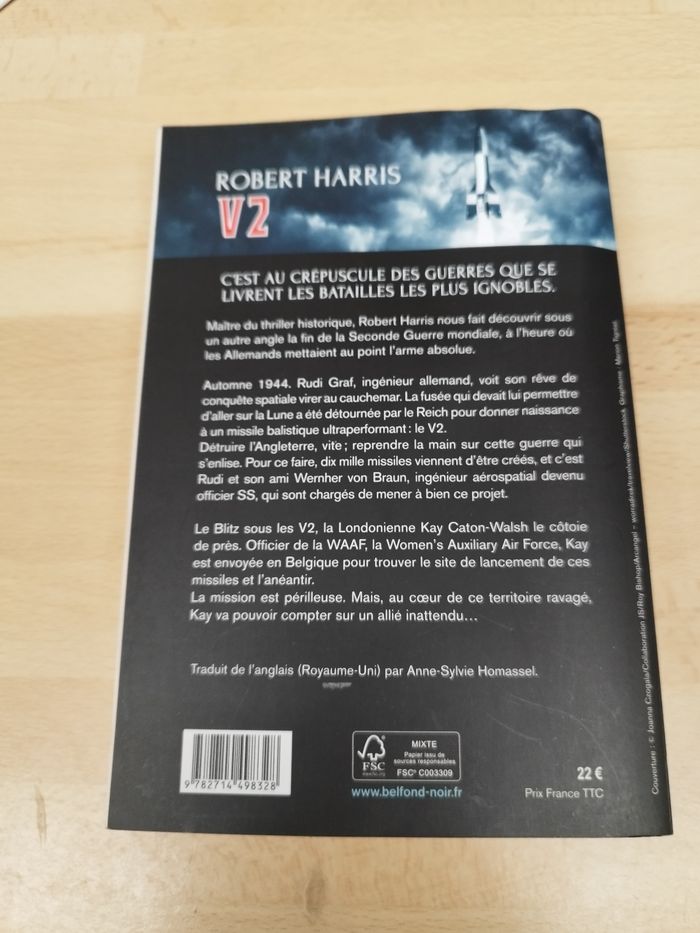 ROBERT HARRIS
V2
C'EST AU CRÉPUSCULE DES GUERRES QUE SE
LIVRENT LES BATAILLES LES PLUS IGNOBLES.
Maître du thriller historique, Robert Harris nous fait découvrir sous
un autre angle la fin de la Seconde Guerre mondiale, à l'heure où
les Allemands mettaient au point l'arme absolue.
Automne 1944. Rudi Graf, ingénieur allemand, voit son rêve de
conquête spatiale virer au cauchemar. La fusée qui devait lui permettre
d'aller sur la Lune a été détournée par le Reich pour donner naissance
à un missile balistique ultraperformant : le V2.
Détruire l'Angleterre, vite ; reprendre la main sur cette guerre qui
s'enlise. Pour ce faire, dix mille missiles viennent d'être créés, et c'est
Rudi et son ami Wernher von Braun, ingénieur aérospatial devenu
officier SS, qui sont chargés de mener à bien ce projet.
Le Blitz sous les V2, la Londonienne Kay Caton-Walsh le côtoie
de près. Officier de la WAAF, la Women's Auxiliary Air Force, Kay
est envoyée en Belgique pour trouver le site de lancement de ces
missiles et l'anéantir.
La mission est périlleuse. Mais, au cœur de ce territoire ravagé,
Kay va pouvoir compter sur un allié inattendu…
Traduit de l'anglais (Royaume-Uni) par Anne-Sylvie Homassel.
9 782714 498328
FSC
MIXTE
Papier issu de
sources responsables
FSC® C003309
www.belfond-noir.fr
22 €
Prix France TTC
Couverture : © Joanna Czogala/Collaboration JS/Roy Bishop/Arcangel –